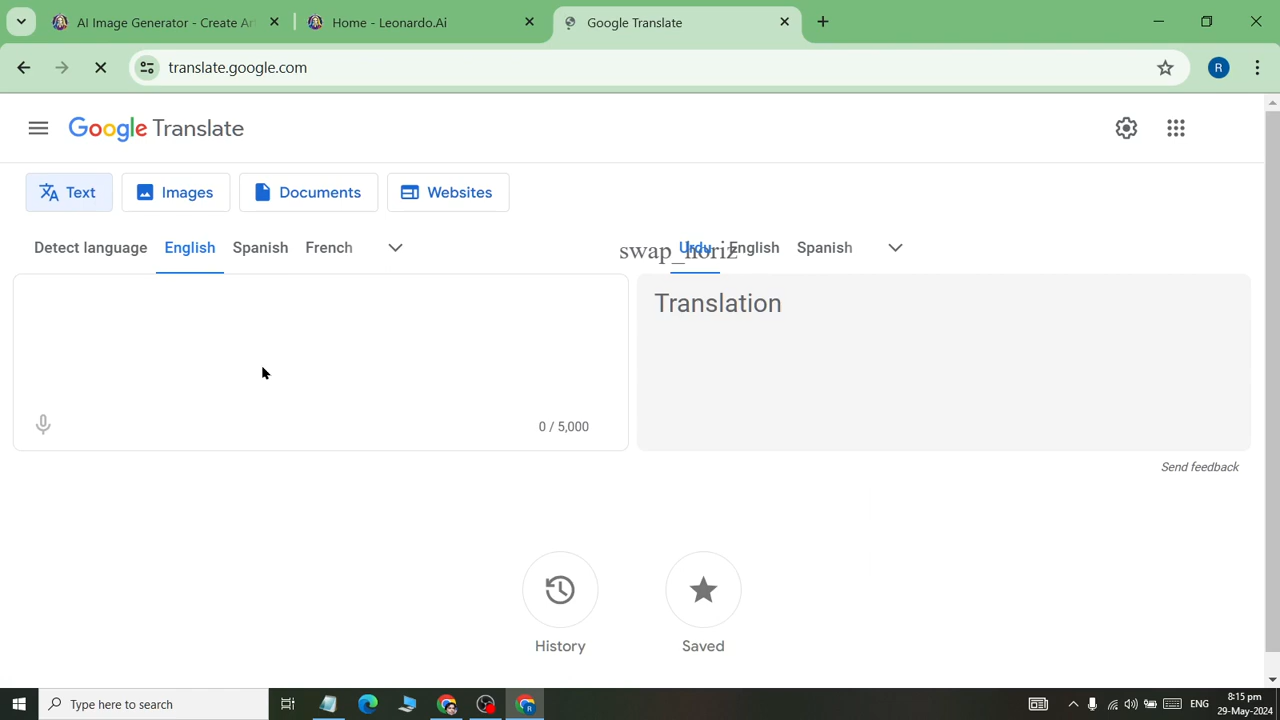 AI Image Generator - Create Ar
Home - Leonardo.Ai
Google Translate
translate.google.com
R
Google Translate
Text
Images
Documents
Websites
Detect language
English
Spanish
French
swap_horiz
Urdu
English
Spanish
Translation
0 / 5,000
Send feedback
History
Saved
Type here to search
R
ENG
8:15 pm
29-May-2024